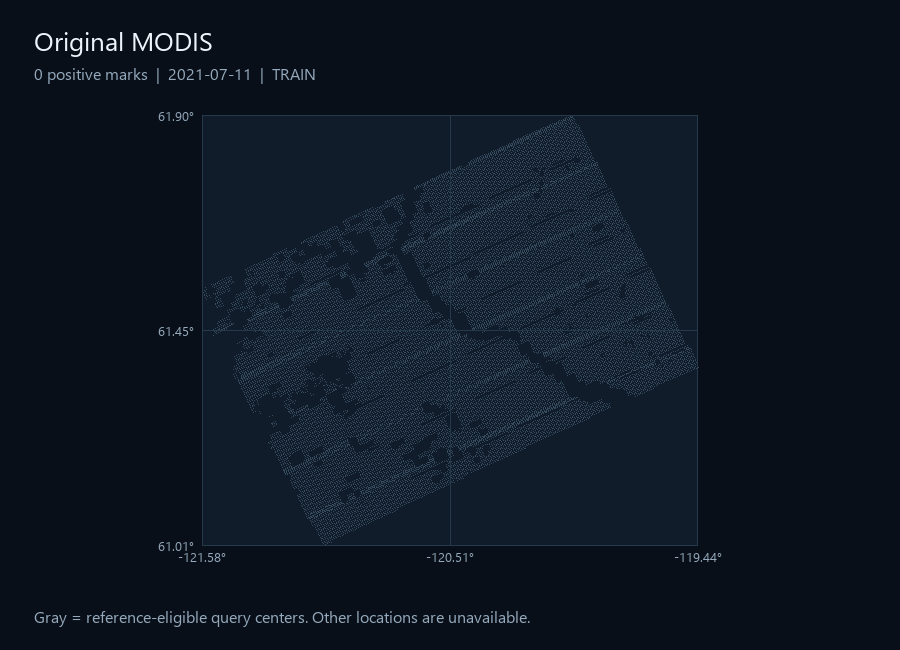 Original MODIS
0 positive marks | 2021-07-11 | TRAIN
61.90°
61.45°
61.01°
-121.58°
-120.51°
-119.44°
Gray = reference-eligible query centers. Other locations are unavailable.